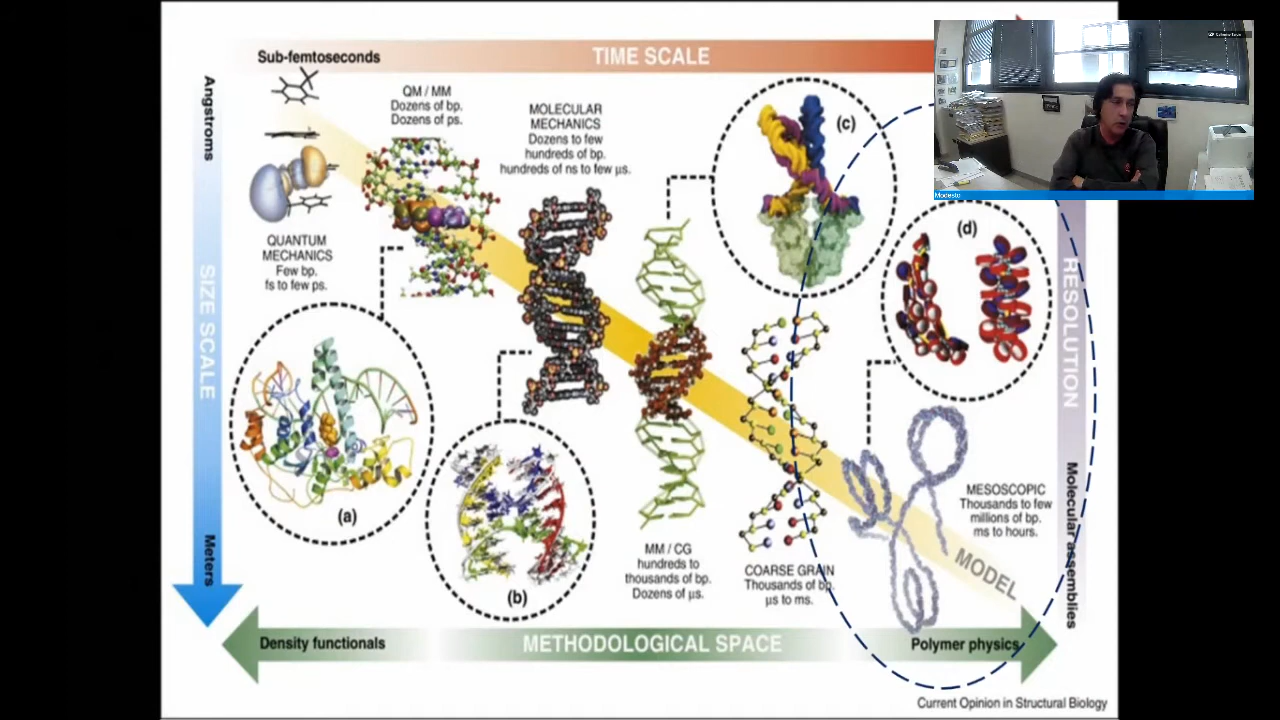 Sub-femtoseconds
TIME SCALE
Angstroms
SIZE SCALE
Meters
QM / MM
Dozens of bp.
Dozens of ps.
MOLECULAR
MECHANICS
Dozens to few
hundreds of bp.
hundreds of ns to few μs.
QUANTUM
MECHANICS
Few bp.
fs to few ps.
(a)
(b)
(c)
(d)
MM / CG
hundreds to
thousands of bp.
Dozens of μs.
COARSE GRAIN
Thousands of bp.
μs to ms.
MESOSCOPIC
Thousands to few
millions of bp.
ms to hours.
MODEL
RESOLUTION
Molecular assemblies
Density functionals
METHODOLOGICAL SPACE
Polymer physics
Current Opinion in Structural Biology
Modesto